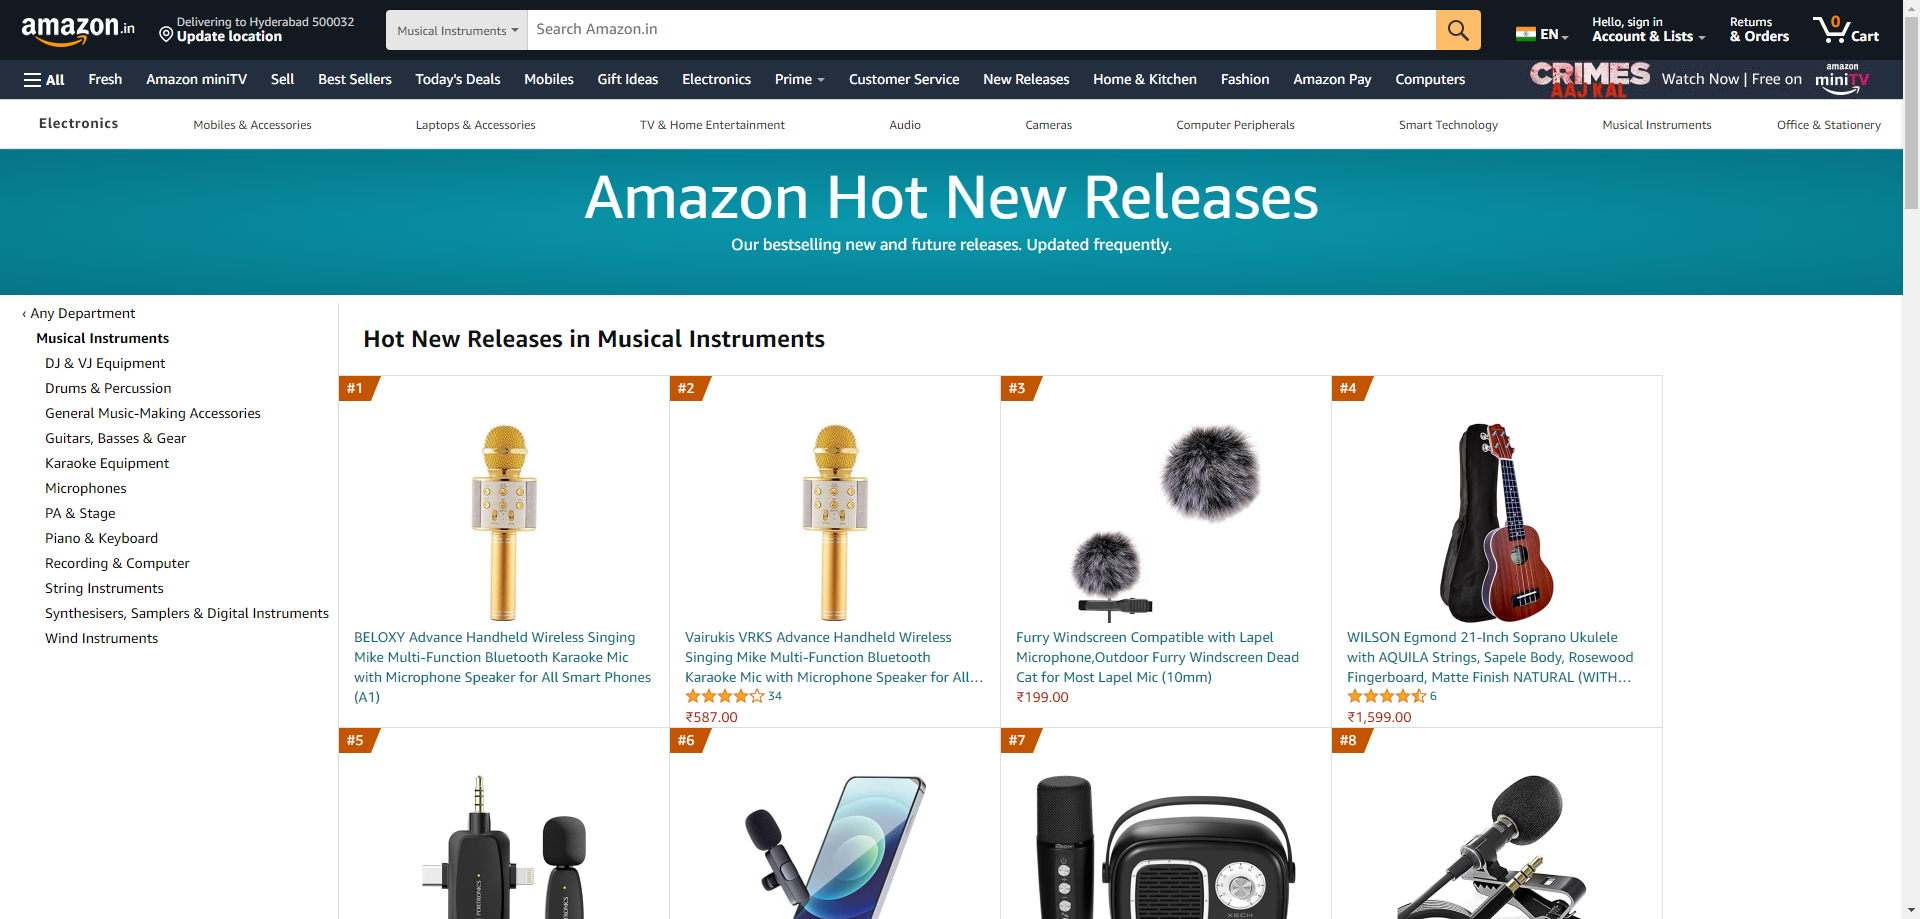 amazon.in
Delivering to Hyderabad 500032
Update location
Musical Instruments
Search Amazon.in
EN
Hello, sign in
Account & Lists
Returns
& Orders
0
Cart
All
Fresh
Amazon miniTV
Sell
Best Sellers
Today's Deals
Mobiles
Gift Ideas
Electronics
Prime
Customer Service
New Releases
Home & Kitchen
Fashion
Amazon Pay
Computers
CRIMES
AAJ KAL
Watch Now | Free on
amazon
miniTV
Electronics
Mobiles & Accessories
Laptops & Accessories
TV & Home Entertainment
Audio
Cameras
Computer Peripherals
Smart Technology
Musical Instruments
Office & Stationery
Amazon Hot New Releases
Our bestselling new and future releases. Updated frequently.
‹ Any Department
Musical Instruments
DJ & VJ Equipment
Drums & Percussion
General Music-Making Accessories
Guitars, Basses & Gear
Karaoke Equipment
Microphones
PA & Stage
Piano & Keyboard
Recording & Computer
String Instruments
Synthesisers, Samplers & Digital Instruments
Wind Instruments
Hot New Releases in Musical Instruments
#1
BELOXY Advance Handheld Wireless Singing
Mike Multi-Function Bluetooth Karaoke Mic
with Microphone Speaker for All Smart Phones
(A1)
#2
Vairukis VRKS Advance Handheld Wireless
Singing Mike Multi-Function Bluetooth
Karaoke Mic with Microphone Speaker for All…
34
₹587.00
#3
Furry Windscreen Compatible with Lapel
Microphone,Outdoor Furry Windscreen Dead
Cat for Most Lapel Mic (10mm)
₹199.00
#4
WILSON Egmond 21-Inch Soprano Ukulele
with AQUILA Strings, Sapele Body, Rosewood
Fingerboard, Matte Finish NATURAL (WITH…
6
₹1,599.00
#5
PORTRONICS
#6
#7
XECH
#8